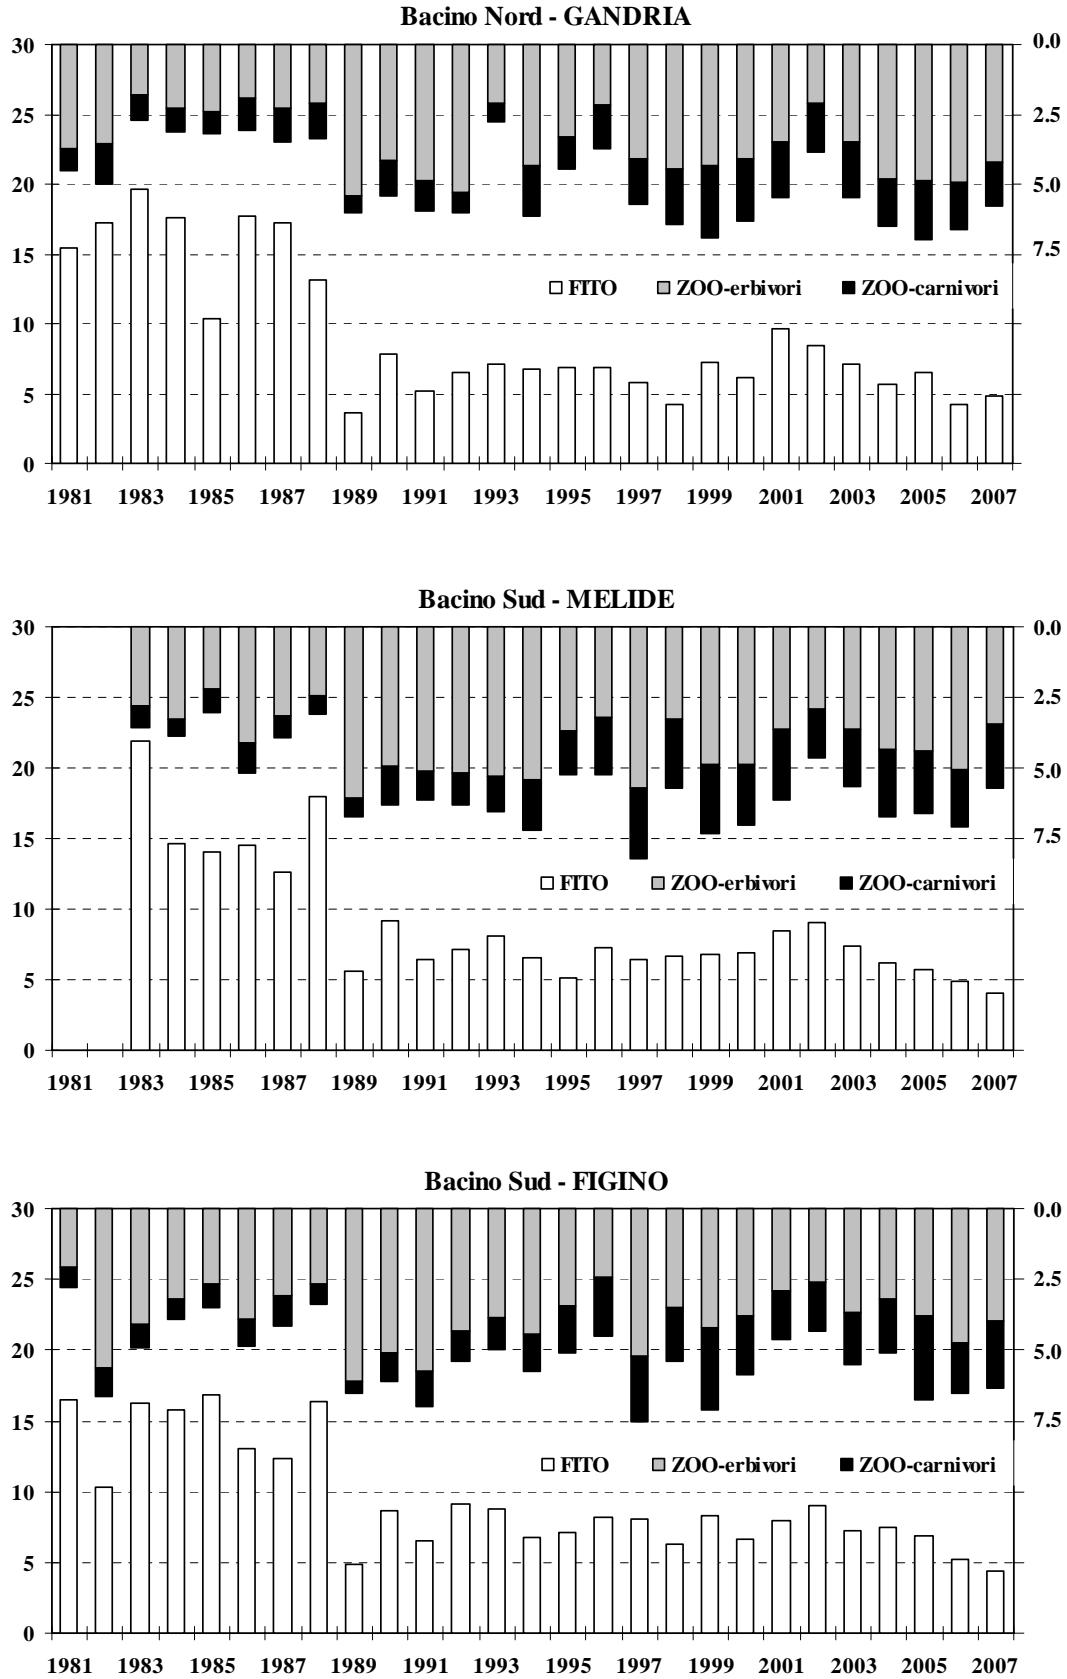 Bacino Nord - GANDRIA
30 0.0
25 2.5
20 5.0
15 7.5
FITO ZOO-erbivori ZOO-carnivori
10
5
0
1981 1983 1985 1987 1989 1991 1993 1995 1997 1999 2001 2003 2005 2007
Bacino Sud - MELIDE
30 0.0
25 2.5
20 5.0
15 7.5
FITO ZOO-erbivori ZOO-carnivori
10
5
0
1981 1983 1985 1987 1989 1991 1993 1995 1997 1999 2001 2003 2005 2007
Bacino Sud - FIGINO
30 0.0
25 2.5
20 5.0
15 7.5
FITO ZOO-erbivori ZOO-carnivori
10
5
0
1981 1983 1985 1987 1989 1991 1993 1995 1997 1999 2001 2003 2005 2007